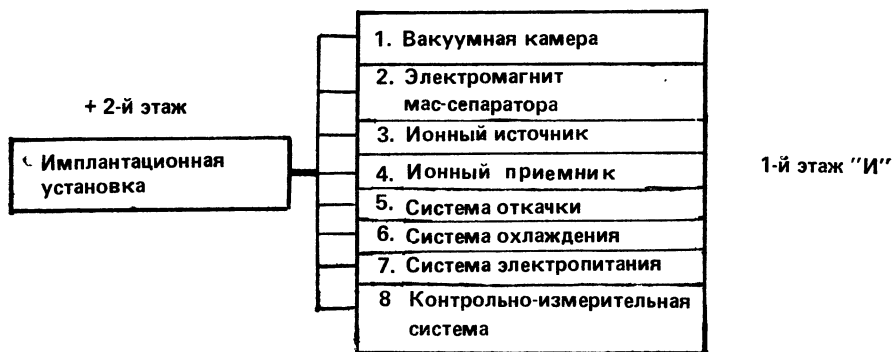 + 2-й этаж
Имплантационная
установка
1. Вакуумная камера
2. Электромагнит
мас-сепаратора
3. Ионный источник
4. Ионный приемник
5. Система откачки
6. Система охлаждения
7. Система электропитания
8 Контрольно-измерительная
система
1-й этаж "И"